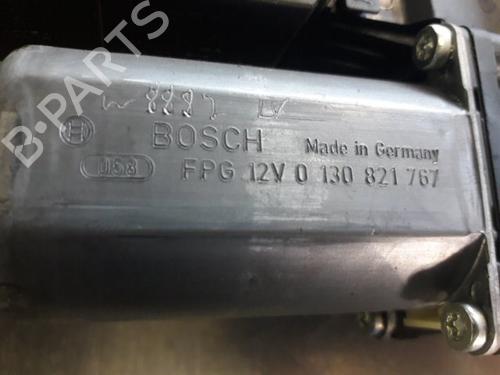 B-PARTS
BOSCH Made in Germany
FPG 12V 0 130 821 767